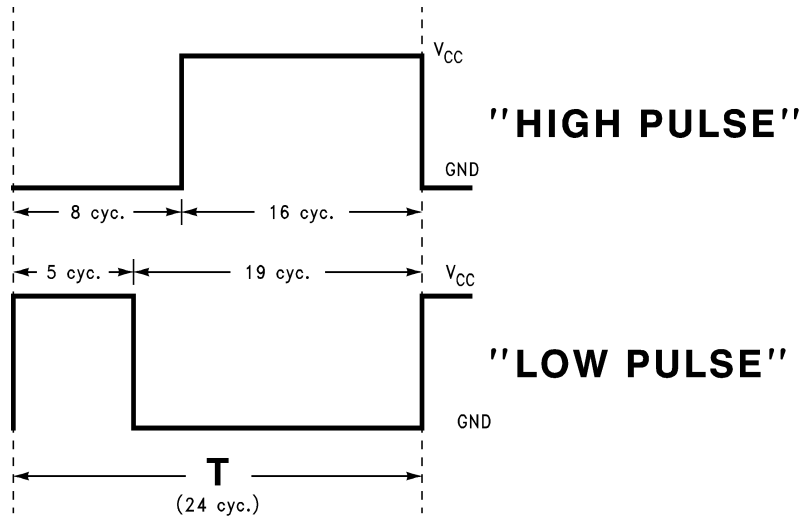 VCC
"HIGH PULSE"
GND
8 cyc. 16 cyc.
5 cyc. 19 cyc.
VCC
"LOW PULSE"
GND
T
(24 cyc.)